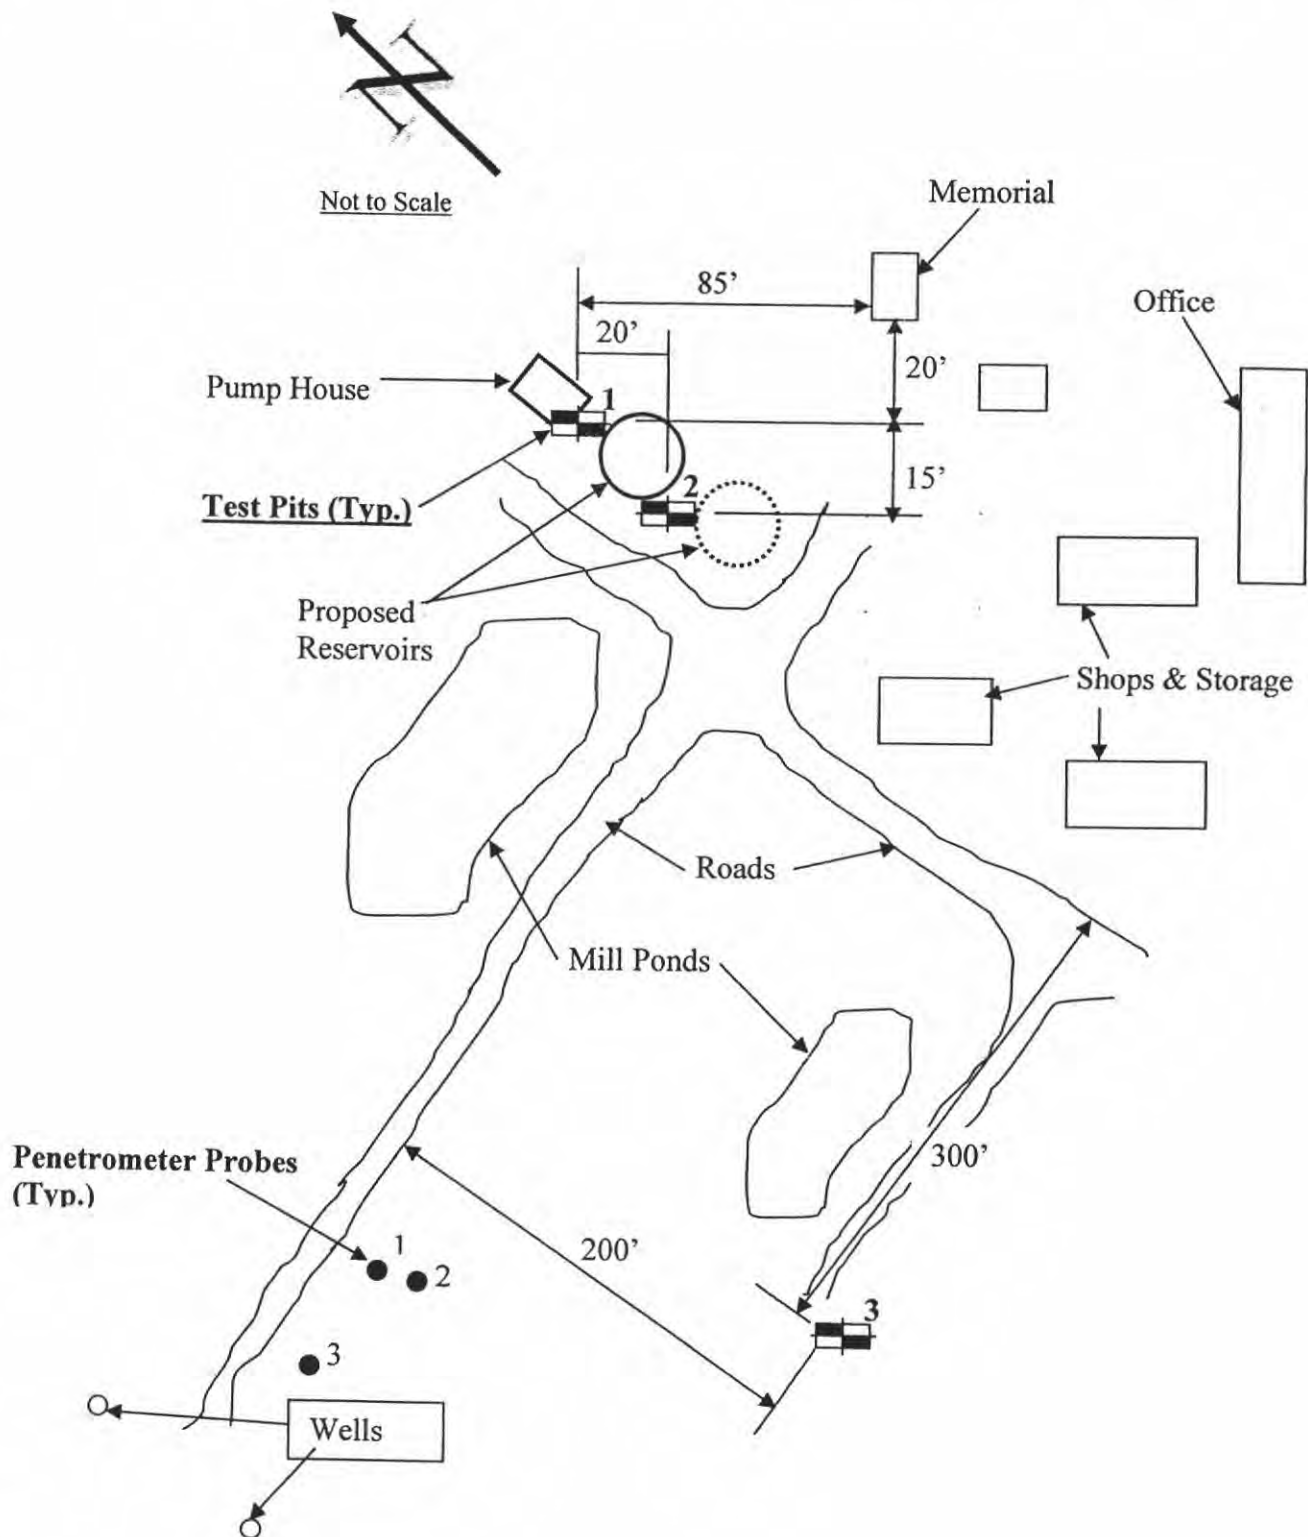 N
Not to Scale
Memorial
85’
Office
20’
20’
Pump House
1
15’
2
Test Pits (Typ.)
Proposed
Reservoirs
Shops & Storage
Roads
Mill Ponds
Penetrometer Probes
(Typ.)
300’
200’
1
2
3
3
Wells